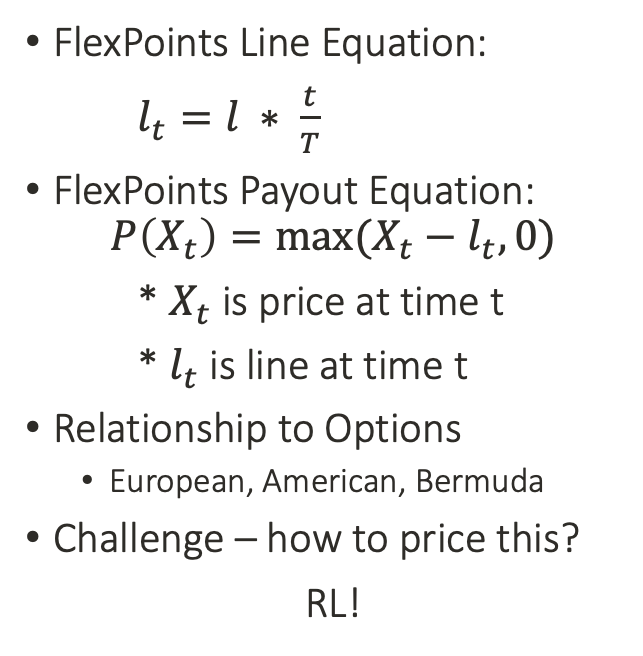 • FlexPoints Line Equation:
l_t = l * t/T
• FlexPoints Payout Equation:
P(X_t) = max(X_t − l_t, 0)
* X_t is price at time t
* l_t is line at time t
• Relationship to Options
• European, American, Bermuda
• Challenge – how to price this?
RL!